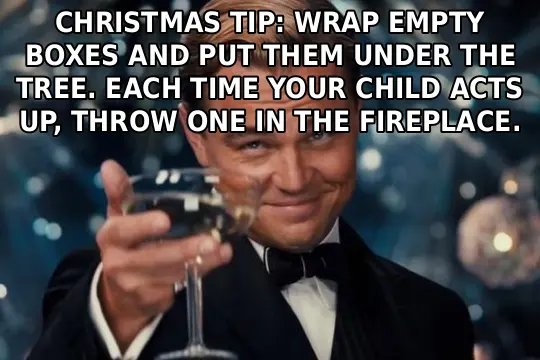 CHRISTMAS TIP: WRAP EMPTY
BOXES AND PUT THEM UNDER THE
TREE. EACH TIME YOUR CHILD ACTS
UP, THROW ONE IN THE FIREPLACE.